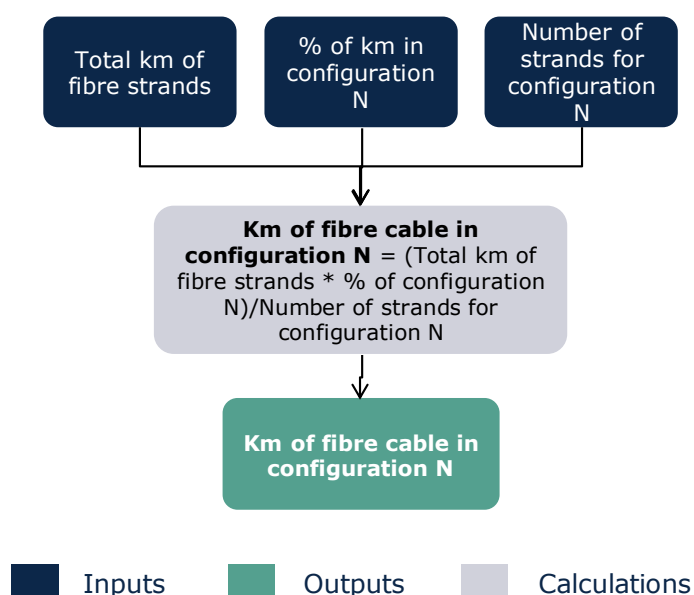 Total km of
fibre strands
% of km in
configuration
N
Number of
strands for
configuration
N
Km of fibre cable in
configuration N = (Total km of
fibre strands * % of configuration
N)/Number of strands for
configuration N
Km of fibre cable in
configuration N
Inputs
Outputs
Calculations